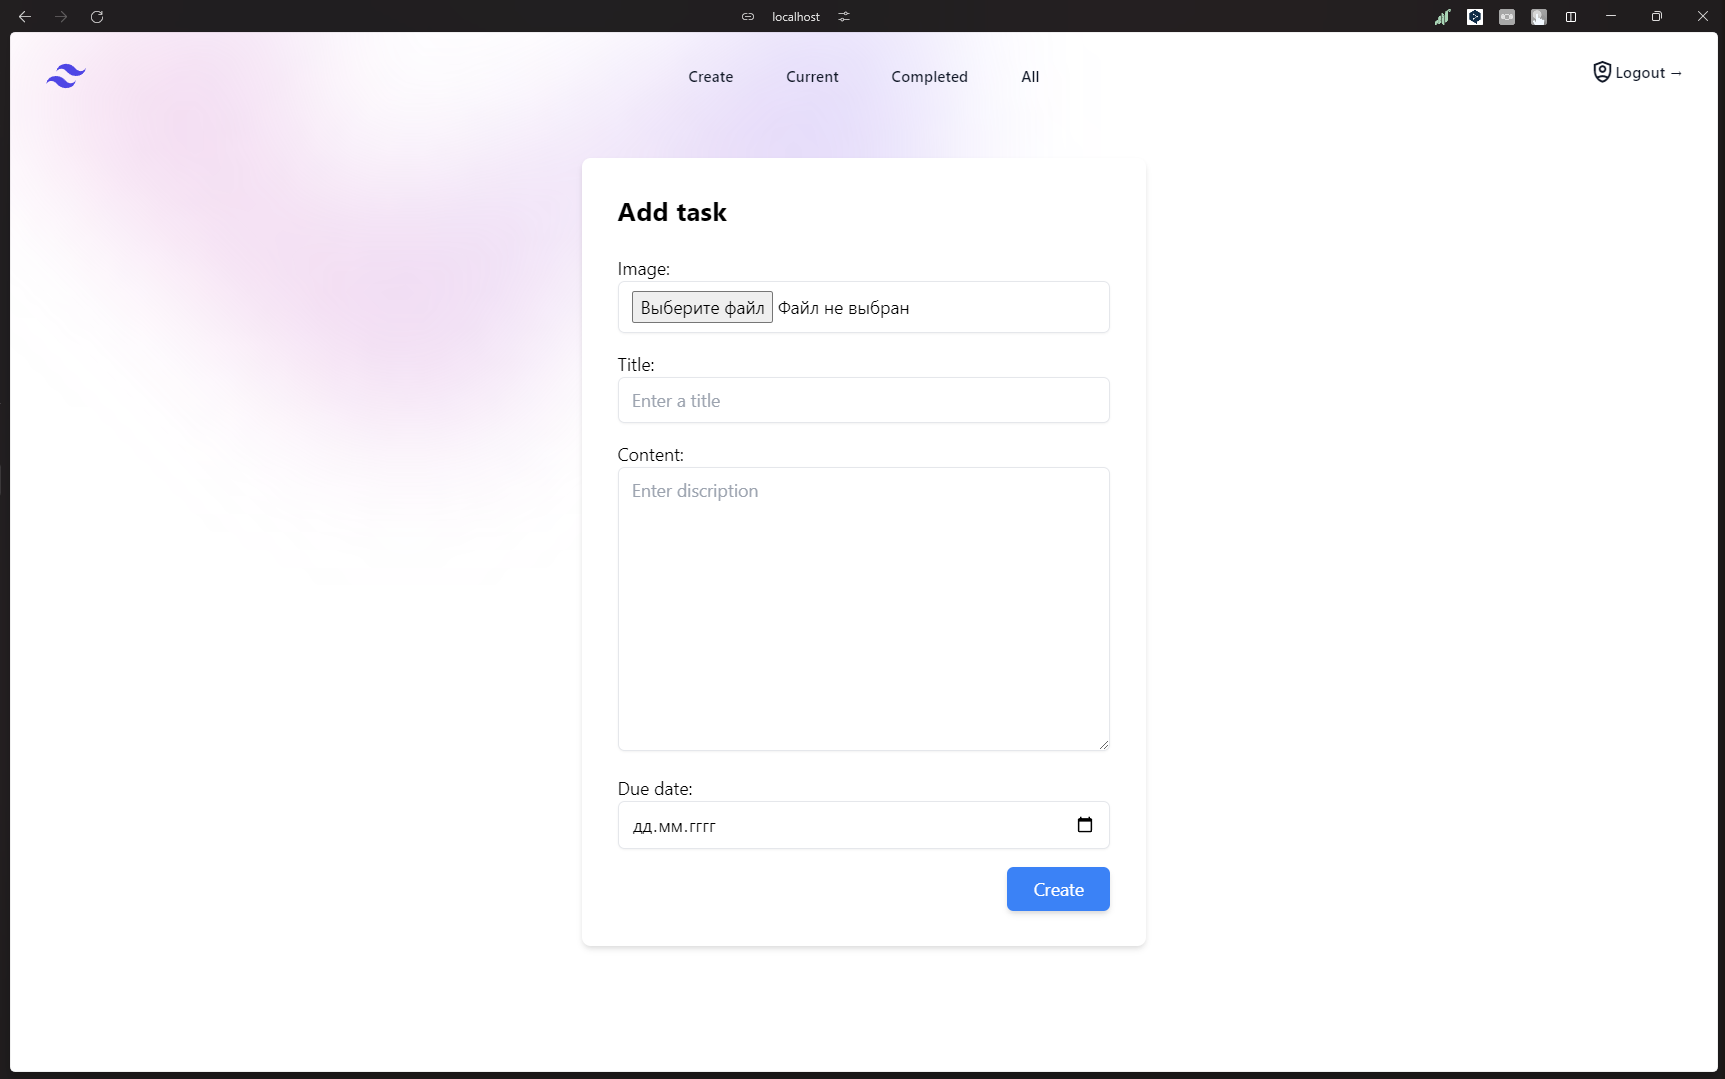 localhost
Create Current Completed All
Logout →
Add task
Image:
Выберите файл Файл не выбран
Title:
Enter a title
Content:
Enter discription
Due date:
дд.мм.гггг
Create